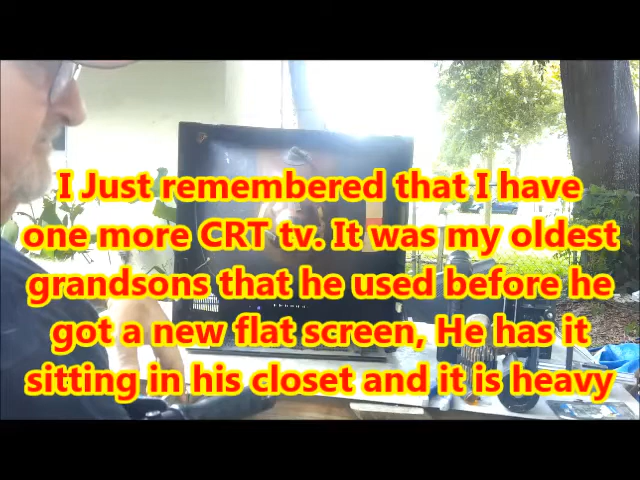 I Just remembered that I have
one more CRT tv. It was my oldest
grandsons that he used before he
got a new flat screen, He has it
sitting in his closet and it is heavy